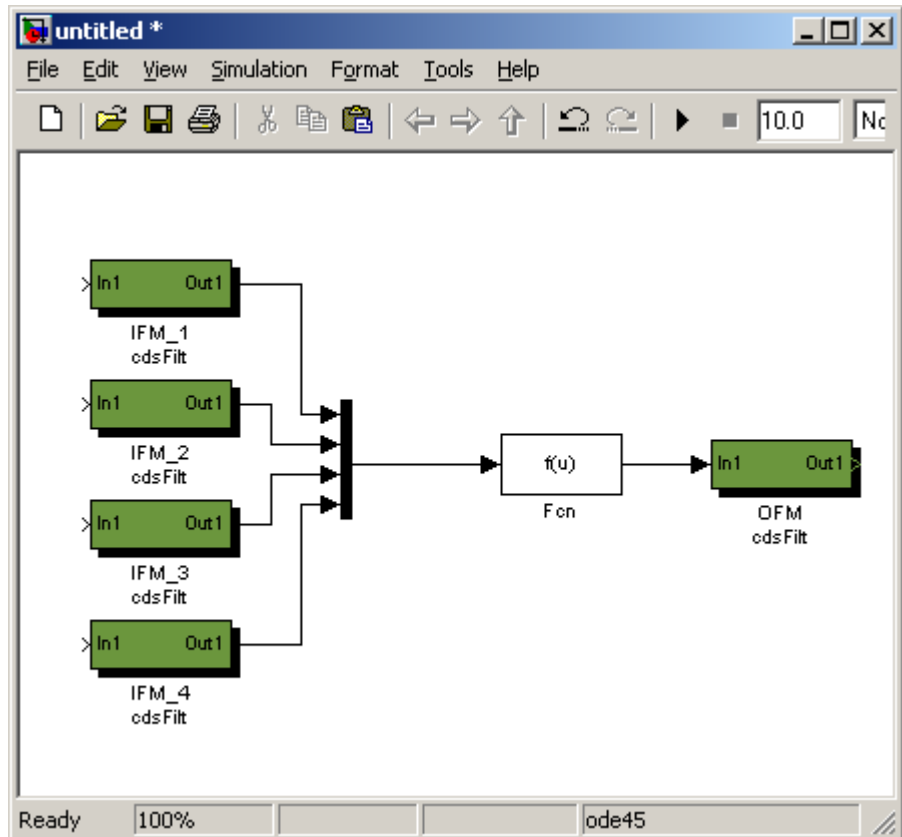 untitled *
File Edit View Simulation Format Tools Help
10.0 No
In1 Out1
IFM_1
cdsFilt
In1 Out1
IFM_2
cdsFilt
In1 Out1
IFM_3
cdsFilt
In1 Out1
IFM_4
cdsFilt
f(u)
Fcn
In1 Out1
OFM
cdsFilt
Ready 100% ode45